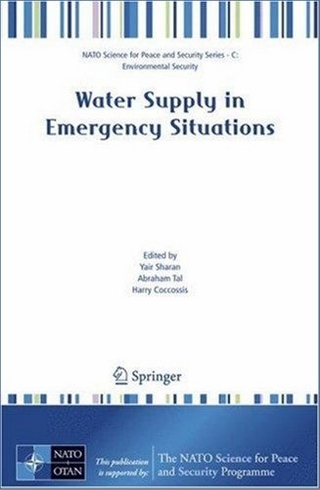 NATO Science for Peace and Security Series - C:
Environmental Security
Water Supply in
Emergency Situations
Edited by
Yair Sharan
Abraham Tal
Harry Coccossis
Springer
NATO
OTAN
This publication
is supported by:
The NATO Science for Peace
and Security Programme